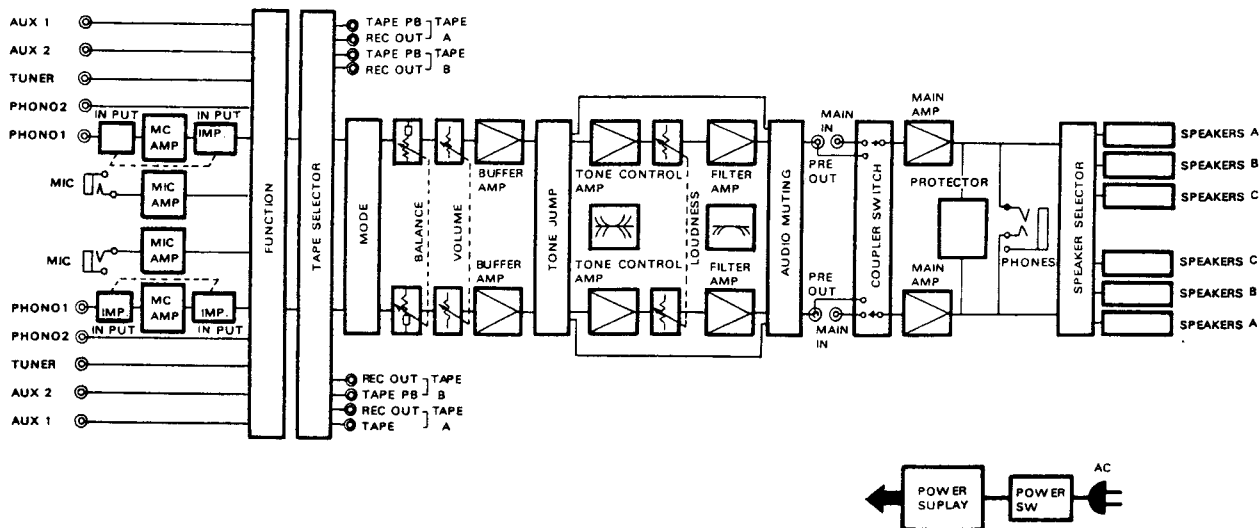 AUX 1
AUX 2
TUNER
PHONO2
PHONO1
IN PUT
MC AMP
IN PUT
IMP.
MIC
MIC AMP
MIC
MIC AMP
PHONO1
IMP.
IN PUT
MC AMP
IMP.
IN PUT
PHONO2
TUNER
AUX 2
AUX 1
FUNCTION
TAPE SELECTOR
TAPE PB TAPE
REC OUT A
TAPE PB TAPE
REC OUT B
REC OUT TAPE
TAPE PB B
REC OUT TAPE
TAPE A
MODE
BALANCE
VOLUME
BUFFER AMP
BUFFER AMP
TONE JUMP
TONE CONTROL AMP
TONE CONTROL AMP
LOUDNESS
FILTER AMP
FILTER AMP
AUDIO MUTING
MAIN IN
PRE OUT
PRE OUT
MAIN IN
COUPLER SWITCH
MAIN AMP
MAIN AMP
PROTECTOR
PHONES
SPEAKER SELECTOR
SPEAKERS A
SPEAKERS B
SPEAKERS C
SPEAKERS C
SPEAKERS B
SPEAKERS A
POWER SUPLAY
POWER SW
AC